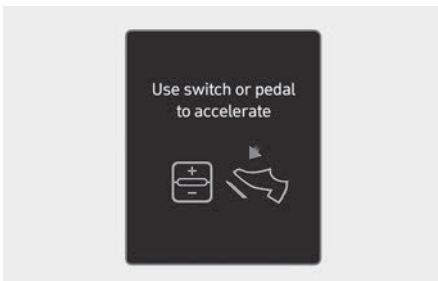 Use switch or pedal
to accelerate
+
−